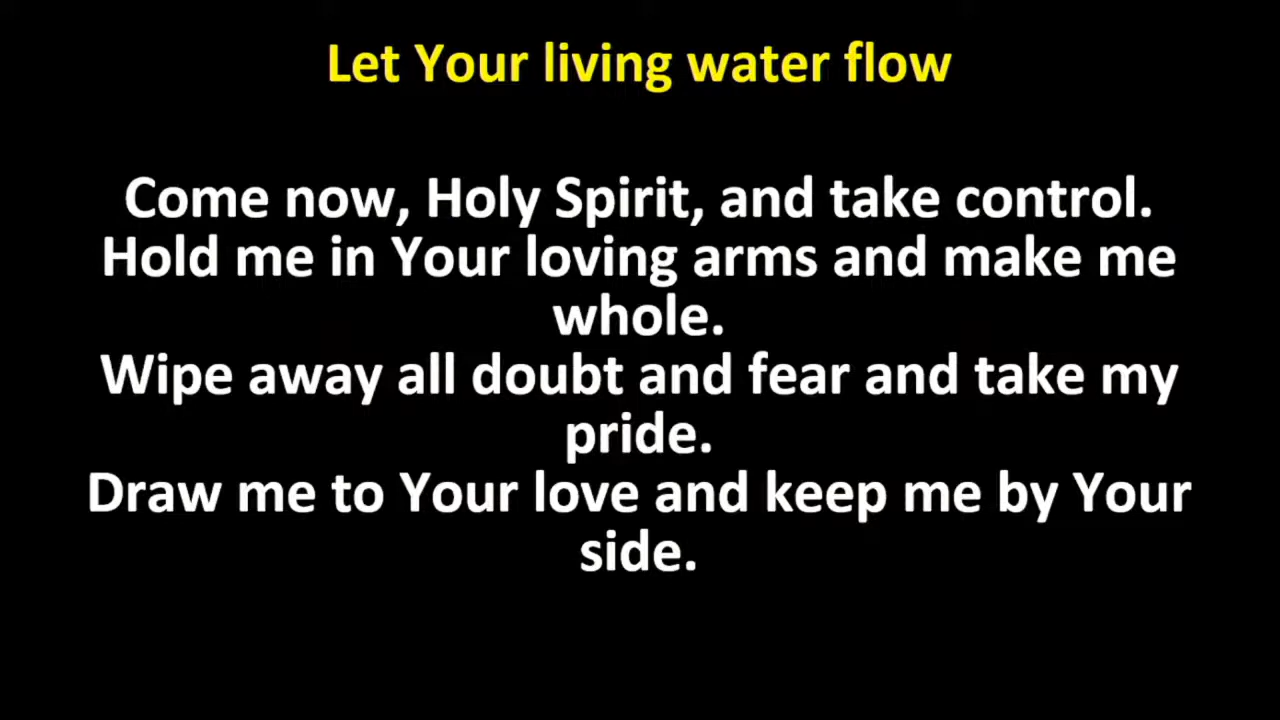 Let Your living water flow
Come now, Holy Spirit, and take control.
Hold me in Your loving arms and make me
whole.
Wipe away all doubt and fear and take my
pride.
Draw me to Your love and keep me by Your
side.